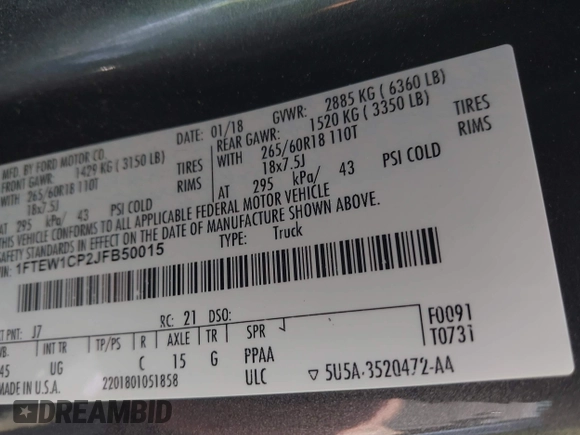 MFD. BY FORD MOTOR CO.
DATE: 01/18 GVWR: 2885 KG ( 6360 LB)
FRONT GAWR: 1429 KG ( 3150 LB) REAR GAWR: 1520 KG ( 3350 LB)
WITH 265/60R18 110T TIRES WITH 265/60R18 110T TIRES
18x7.5J RIMS 18x7.5J RIMS
AT 295 kPa/ 43 PSI COLD AT 295 kPa/ 43 PSI COLD
THIS VEHICLE CONFORMS TO ALL APPLICABLE FEDERAL MOTOR VEHICLE
IN EFFECT ON THE DATE OF MANUFACTURE SHOWN ABOVE.
1FTEW1CP2JFB50015 TYPE: Truck
PNT: J7 RC: 21 DSO: F0091
WB. INT TR TP/PS R AXLE TR SPR T0731
45 UG C 15 G PPAA
MADE IN U.S.A. 2201801051858 ULC ▽ 5U5A-3520472-AA
DREAMBID